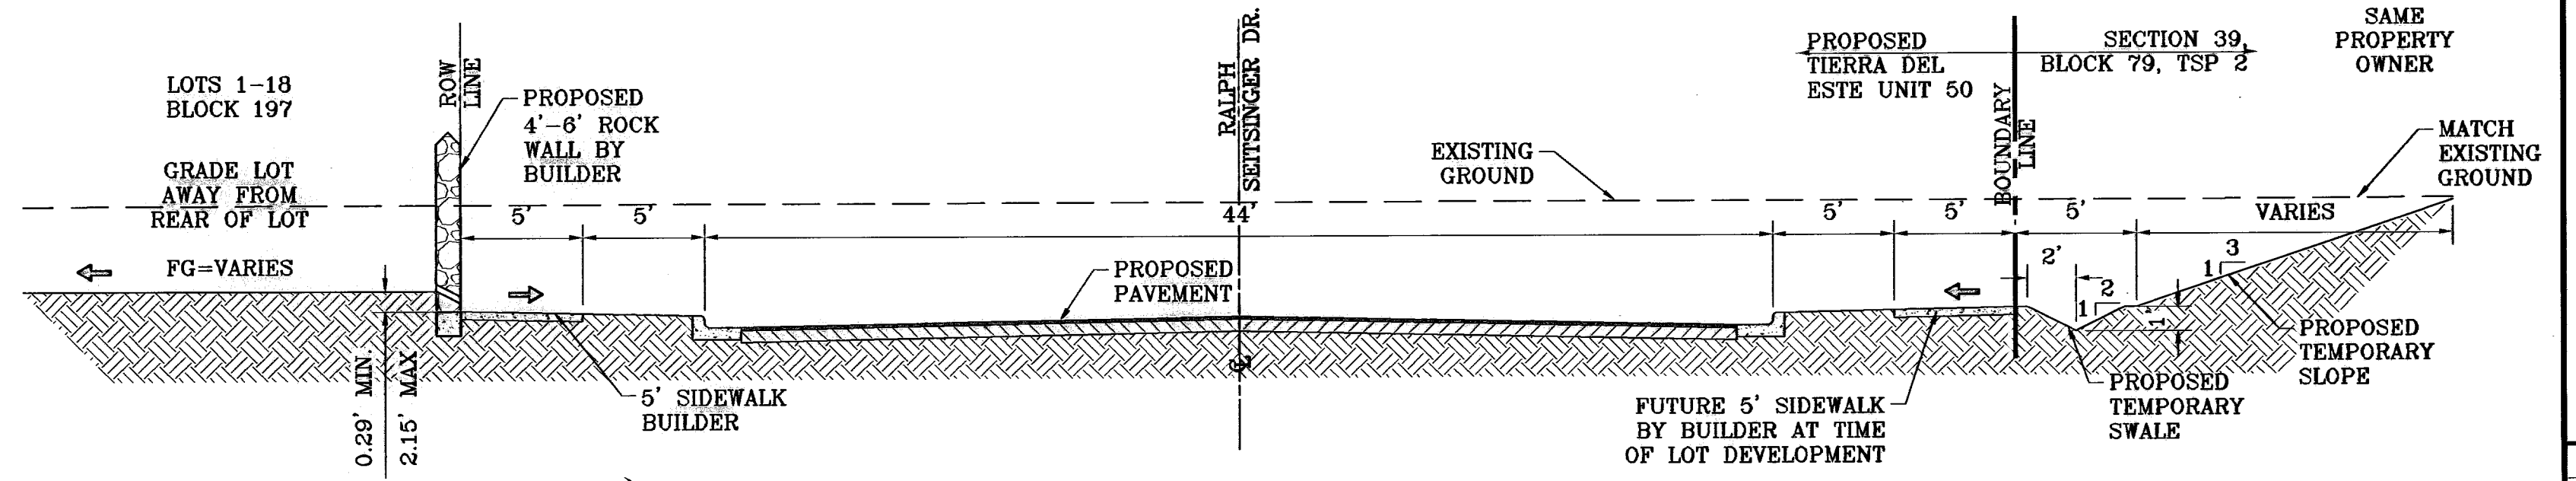 LOTS 1-18
BLOCK 197
GRADE LOT
AWAY FROM
REAR OF LOT
FG=VARIES
0.29' MIN.
2.15' MAX
ROW
LINE
PROPOSED
4'-6' ROCK
WALL BY
BUILDER
5'
5'
5' SIDEWALK
BUILDER
PROPOSED
PAVEMENT
RALPH
SEITSINGER DR.
44'
EXISTING
GROUND
PROPOSED
TIERRA DEL
ESTE UNIT 50
5'
5'
FUTURE 5' SIDEWALK
BY BUILDER AT TIME
OF LOT DEVELOPMENT
BOUNDARY
LINE
SECTION 39,
BLOCK 79, TSP 2
SAME
PROPERTY
OWNER
MATCH
EXISTING
GROUND
5'
VARIES
2'
2
1
1
3
1
PROPOSED
TEMPORARY
SLOPE
PROPOSED
TEMPORARY
SWALE